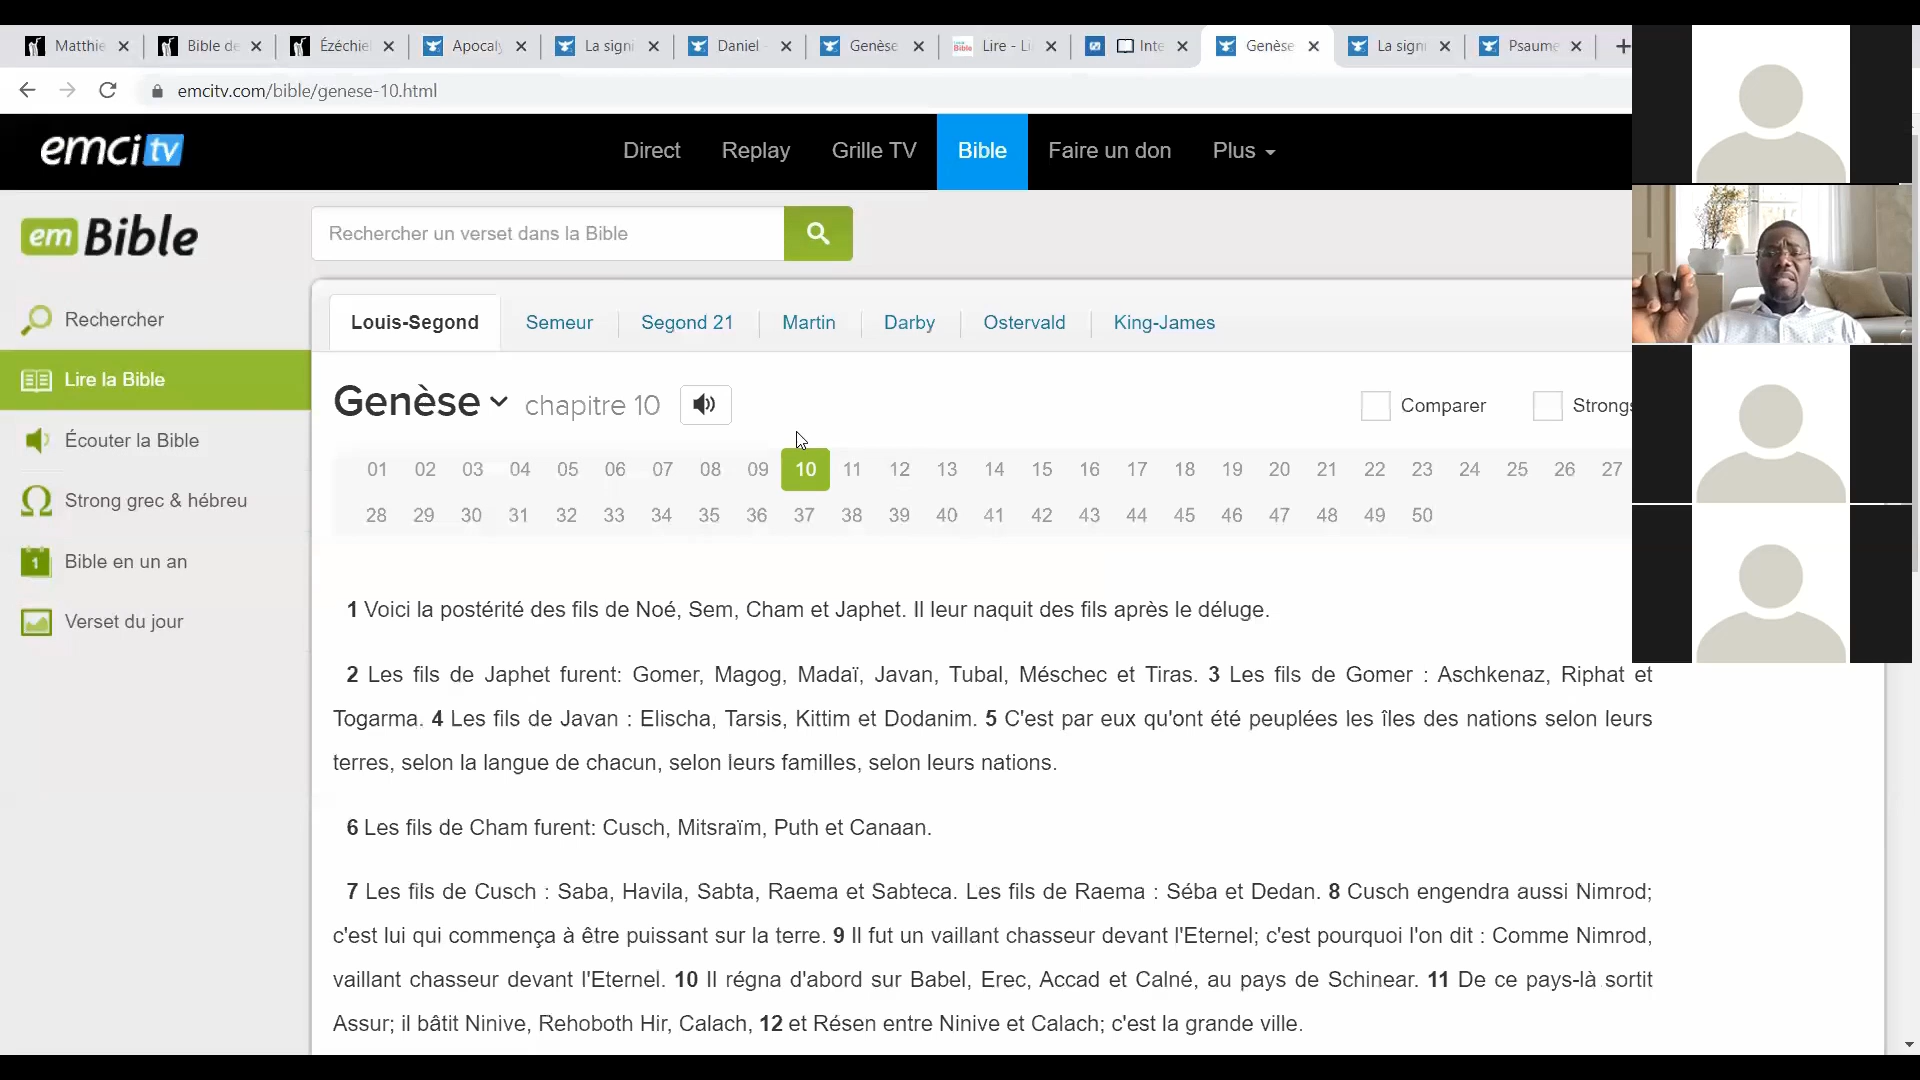 Matthie
Bible de
Ézéchiel
Apocaly
La signi
Daniel -
Genèse
Lire - Li
Inte
Genèse
La signi
Psaume
emcitv.com/bible/genese-10.html
emci tv
Direct
Replay
Grille TV
Bible
Faire un don
Plus
em Bible
Rechercher un verset dans la Bible
Rechercher
Lire la Bible
Écouter la Bible
Strong grec & hébreu
1 Bible en un an
Verset du jour
Louis-Segond
Semeur
Segond 21
Martin
Darby
Ostervald
King-James
Genèse chapitre 10
Comparer
Strongs
01 02 03 04 05 06 07 08 09 10 11 12 13 14 15 16 17 18 19 20 21 22 23 24 25 26 27
28 29 30 31 32 33 34 35 36 37 38 39 40 41 42 43 44 45 46 47 48 49 50
1 Voici la postérité des fils de Noé, Sem, Cham et Japhet. Il leur naquit des fils après le déluge.
2 Les fils de Japhet furent: Gomer, Magog, Madaï, Javan, Tubal, Méschec et Tiras. 3 Les fils de Gomer : Aschkenaz, Riphat et
Togarma. 4 Les fils de Javan : Elischa, Tarsis, Kittim et Dodanim. 5 C'est par eux qu'ont été peuplées les îles des nations selon leurs
terres, selon la langue de chacun, selon leurs familles, selon leurs nations.
6 Les fils de Cham furent: Cusch, Mitsraïm, Puth et Canaan.
7 Les fils de Cusch : Saba, Havila, Sabta, Raema et Sabteca. Les fils de Raema : Séba et Dedan. 8 Cusch engendra aussi Nimrod;
c'est lui qui commença à être puissant sur la terre. 9 Il fut un vaillant chasseur devant l'Eternel; c'est pourquoi l'on dit : Comme Nimrod,
vaillant chasseur devant l'Eternel. 10 Il régna d'abord sur Babel, Erec, Accad et Calné, au pays de Schinear. 11 De ce pays-là sortit
Assur; il bâtit Ninive, Rehoboth Hir, Calach, 12 et Résen entre Ninive et Calach; c'est la grande ville.